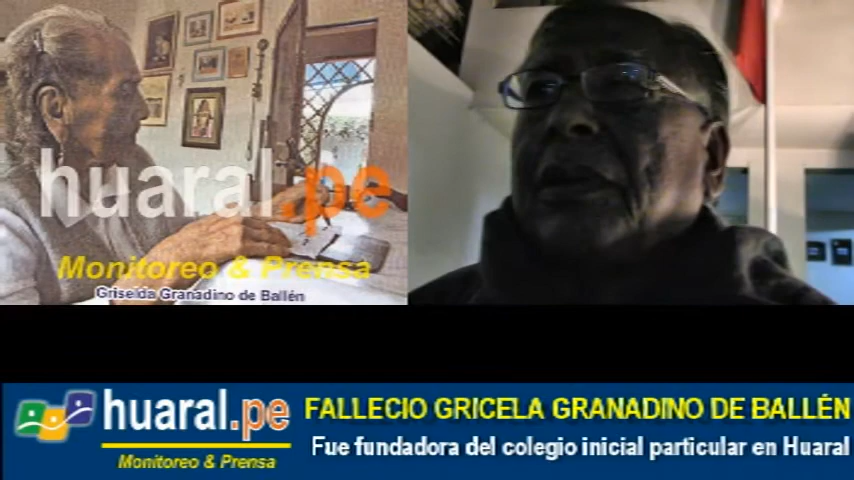 huaral.pe
Monitoreo & Prensa
Griselda Granadino de Ballén
huaral.pe
Monitoreo & Prensa
FALLECIO GRICELA GRANADINO DE BALLÉN
Fue fundadora del colegio inicial particular en Huaral